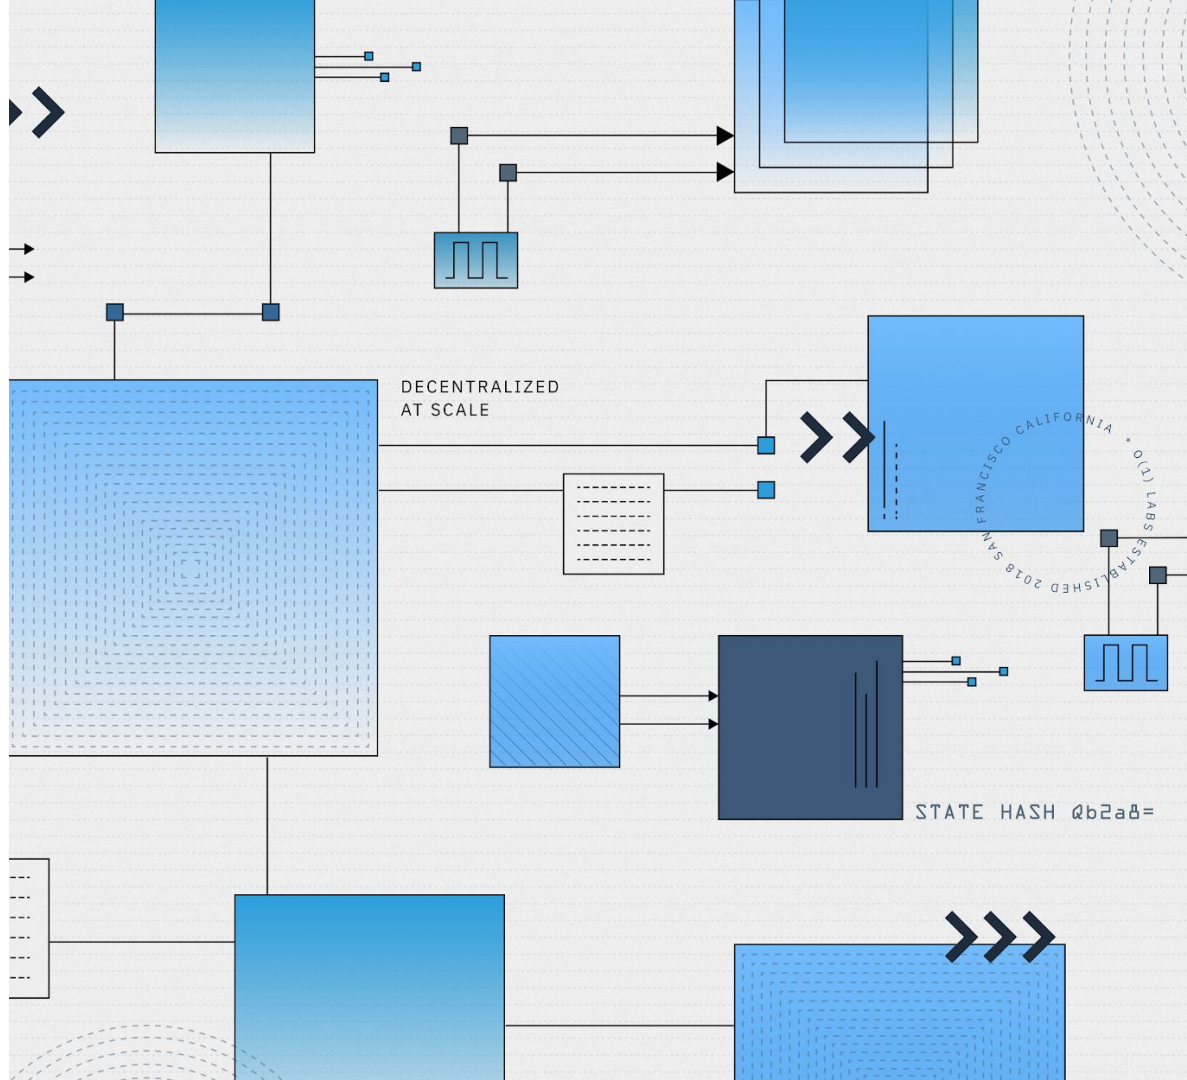 DECENTRALIZED
AT SCALE
* O(1) LABS ESTABLISHED 2018 SAN FRANCISCO CALIFORNIA
STATE HASH Qb2a8=